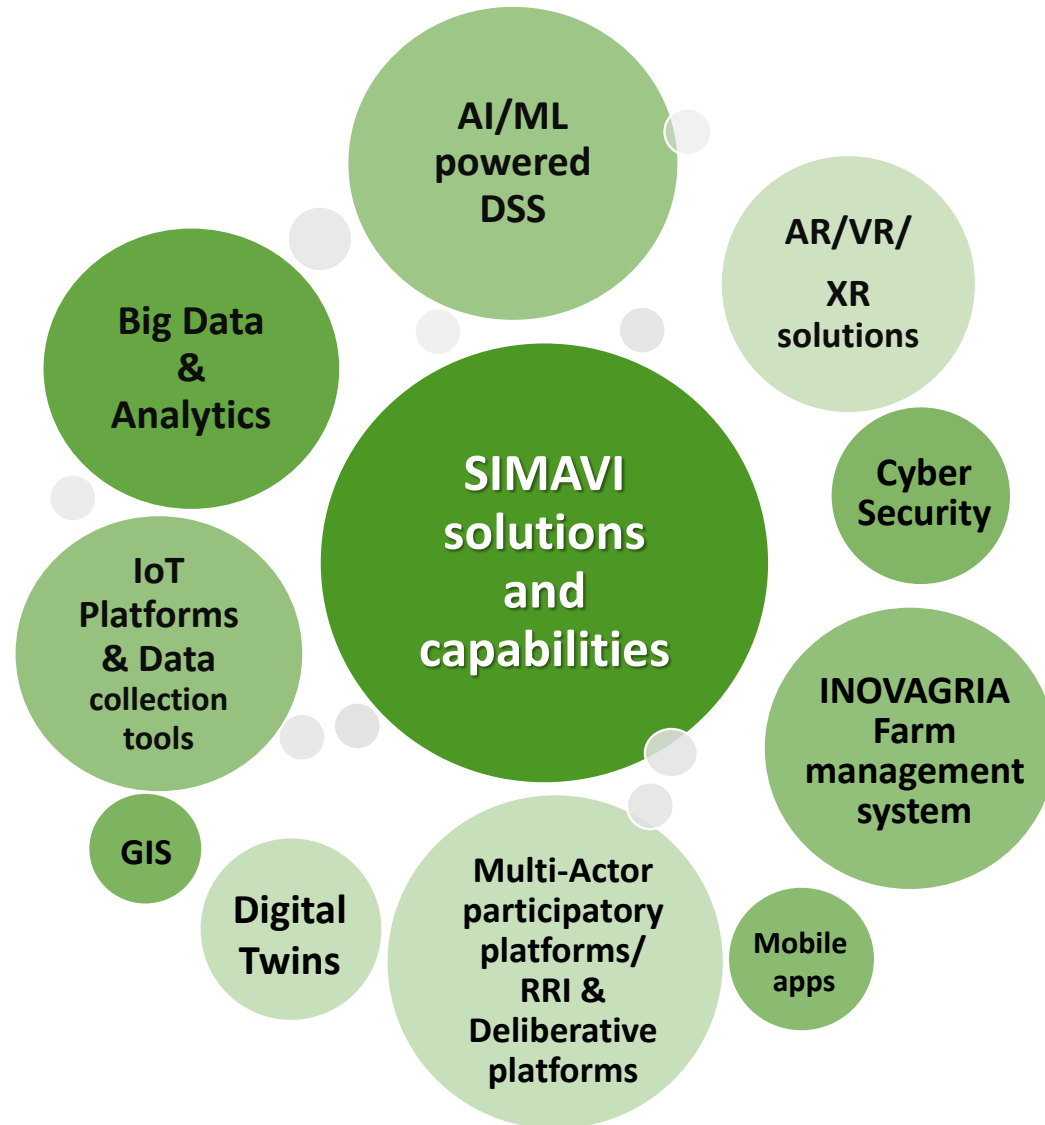 AI/ML
powered
DSS
AR/VR/
XR
solutions
Big Data
&
Analytics
SIMAVI
solutions
and
capabilities
Cyber
Security
IoT
Platforms
& Data
collection
tools
INOVAGRIA
Farm
management
system
GIS
Digital
Twins
Multi-Actor
participatory
platforms/
RRI &
Deliberative
platforms
Mobile
apps